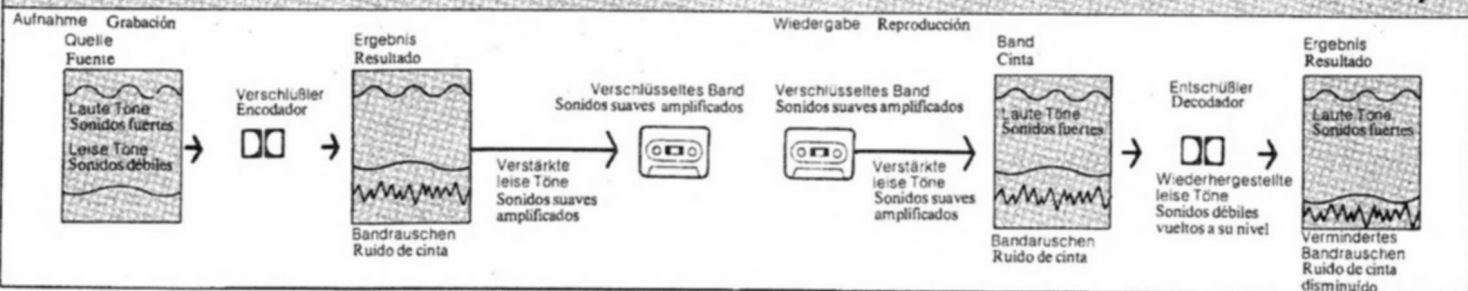 Aufnahme Grabación
Quelle
Fuente
Laute Töne
Sonidos fuertes
Leise Töne
Sonidos débiles
Verschlüßler
Encodador
Ergebnis
Resultado
Bandrauschen
Ruido de cinta
Verstärkte
leise Töne
Sonidos suaves
amplificados
Verschlüsseltes Band
Sonidos suaves amplificados
Wiedergabe Reproducción
Verschlüsseltes Band
Sonidos suaves amplificados
Verstärkte
leise Töne
Sonidos suaves
amplificados
Band
Cinta
Laute Töne
Sonidos fuertes
Bandaruschen
Ruido de cinta
Entschüßler
Decodador
Wiederhergestellte
leise Töne
Sonidos débiles
vueltos a su nivel
Ergebnis
Resultado
Laute Töne
Sonidos fuertes
Vermindertes
Bandrauschen
Ruido de cinta
disminuído